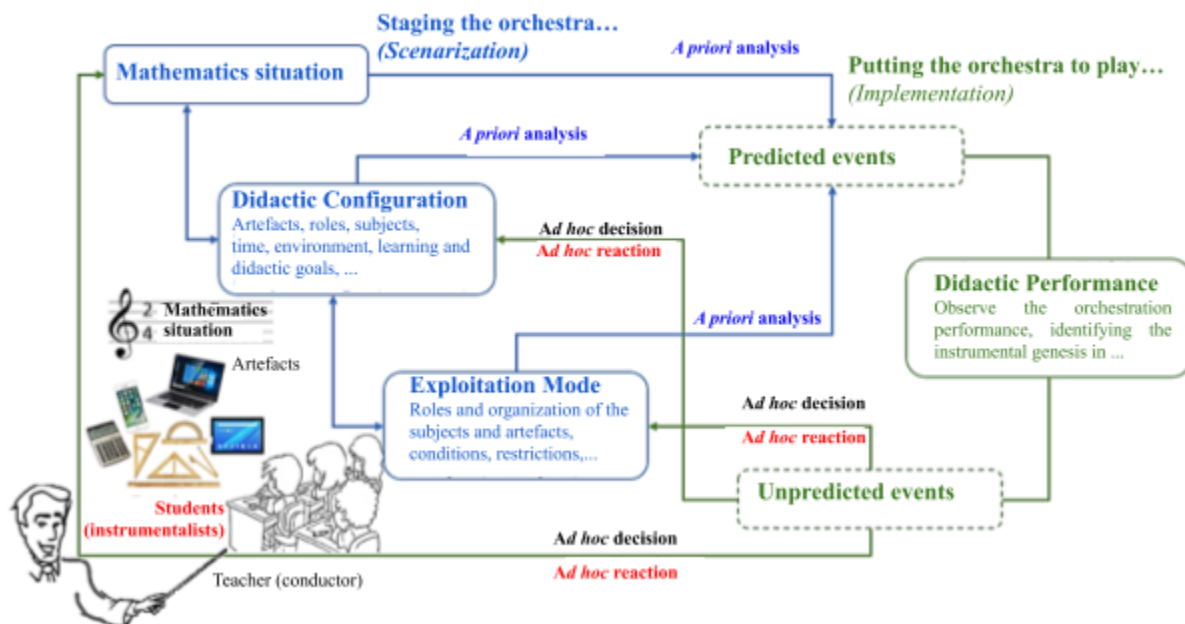 Staging the orchestra…
(Scenarization)
A priori analysis
Mathematics situation
Putting the orchestra to play…
(Implementation)
A priori analysis
Predicted events
Didactic Configuration
Artefacts, roles, subjects,
time, environment, learning and
didactic goals, ...
Ad hoc decision
Ad hoc reaction
Didactic Performance
Observe the orchestration
performance, identifying the
instrumental genesis in ...
2
4
Mathematics
situation
A priori analysis
Artefacts
Exploitation Mode
Roles and organization of the
subjects and artefacts,
conditions, restrictions,...
Ad hoc decision
Ad hoc reaction
Unpredicted events
Students
(instrumentalists)
Ad hoc decision
Ad hoc reaction
Teacher (conductor)